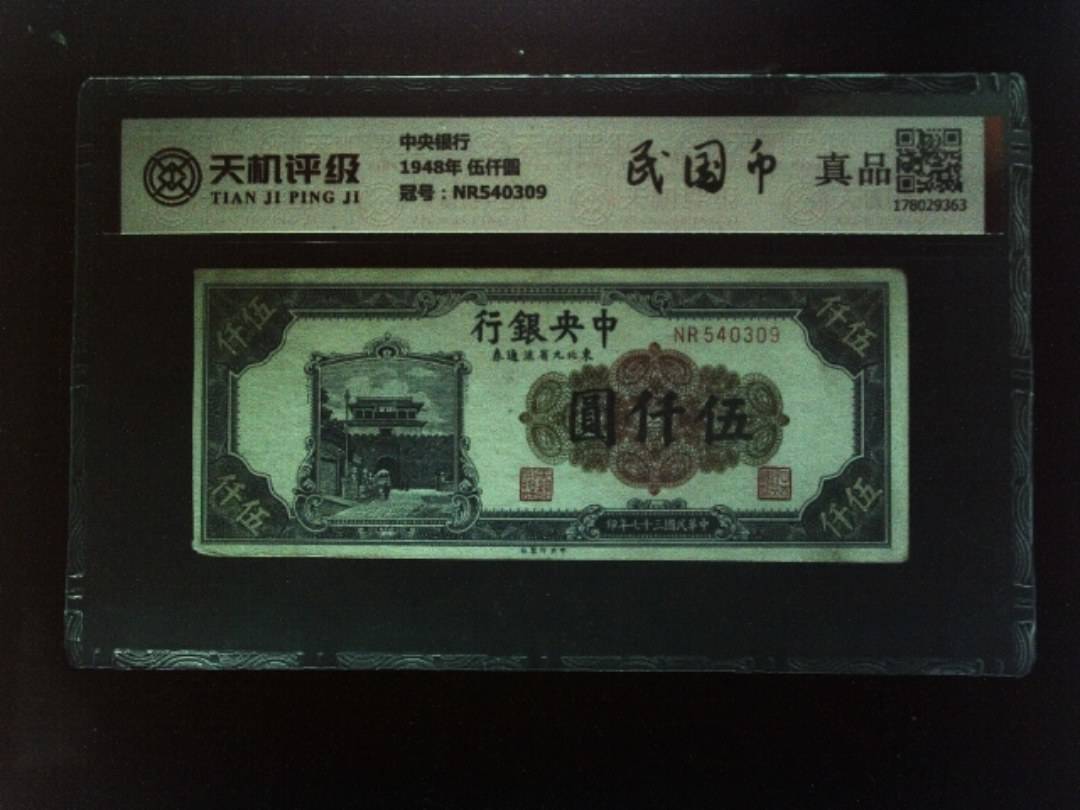 天机评级
TIAN JI PING JI
中央银行
1948年 伍仟圆
冠号：NR540309
民国币
真品
178029363
伍仟
伍仟
中央銀行
NR540309
東北九省流通券
伍仟圓
伍仟
伍仟
中華民國三十七年印